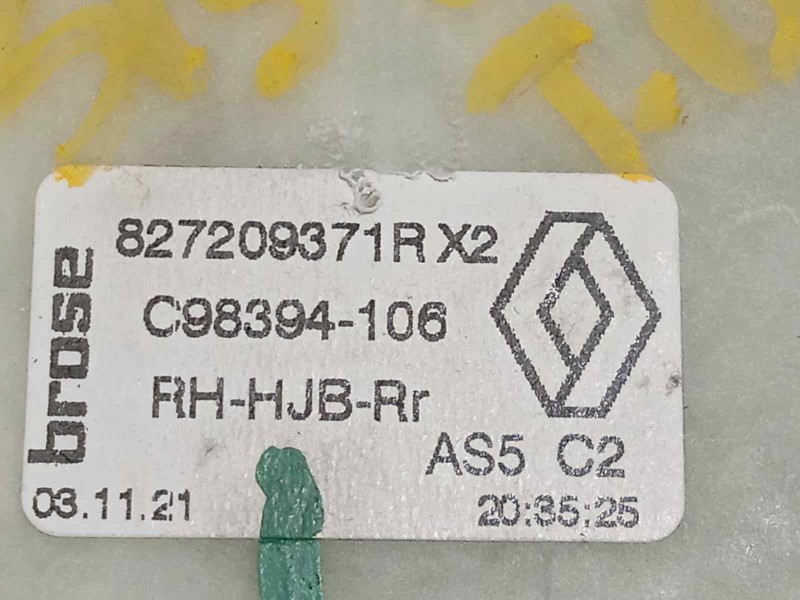 827209371R X2
C98394-106
RH-HJB-Rr
AS5 C2
03.11.21
20:35:25
brose